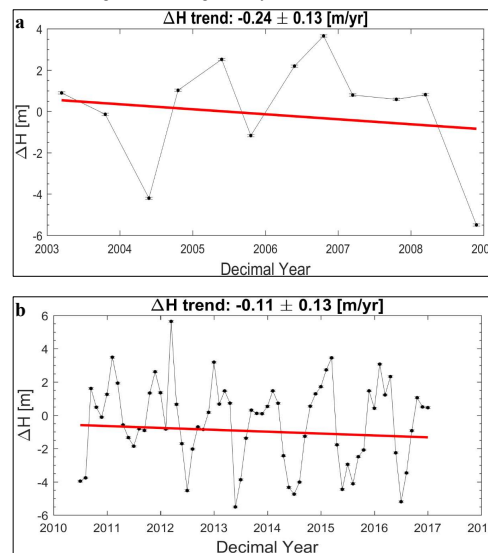 a
ΔH trend: -0.24 ± 0.13 [m/yr]
4
2
0
-2
-4
-6
ΔH [m]
2003 2004 2005 2006 2007 2008
Decimal Year
b
ΔH trend: -0.11 ± 0.13 [m/yr]
6
4
2
0
-2
-4
-6
ΔH [m]
2010 2011 2012 2013 2014 2015 2016 2017
Decimal Year